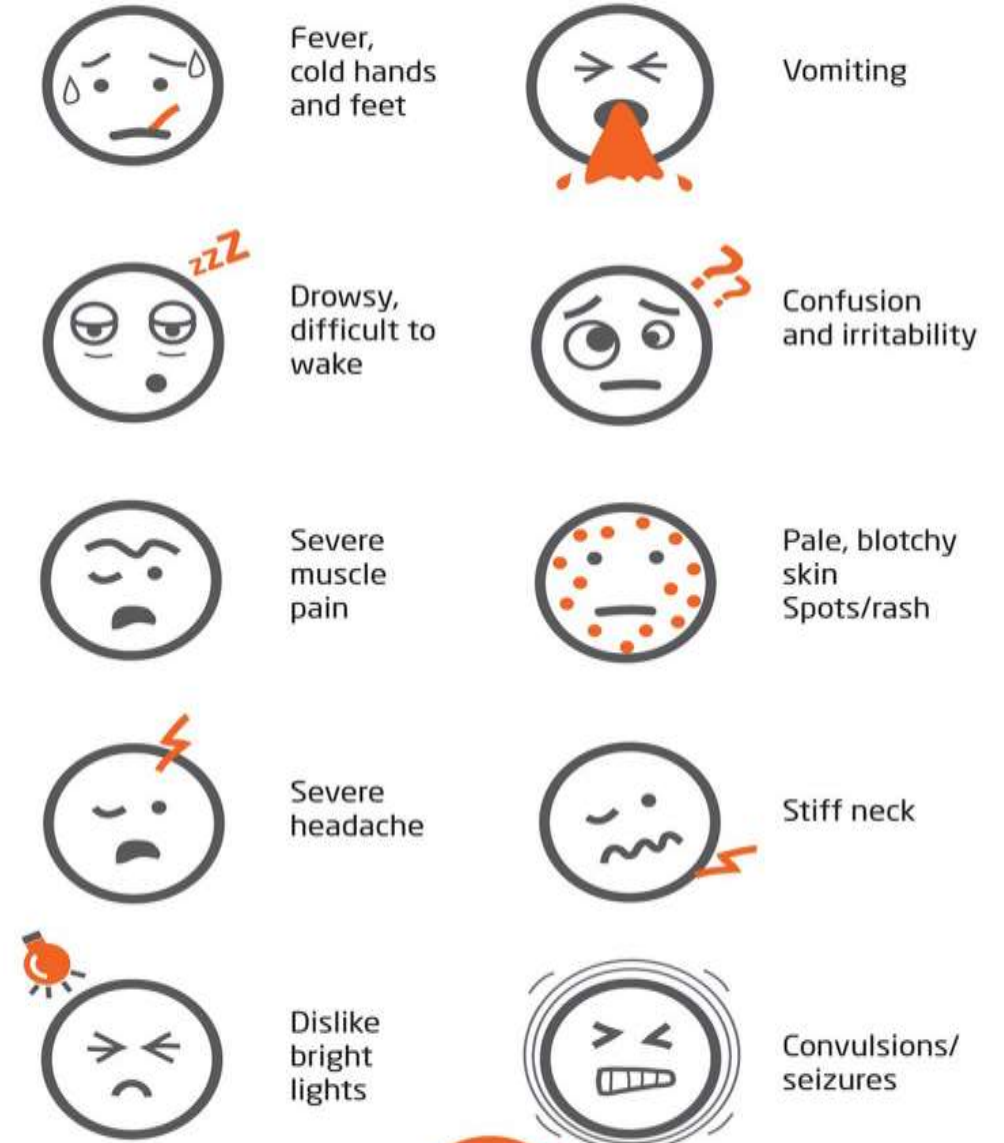 Fever,
cold hands
and feet
Vomiting
zzZ
Drowsy,
difficult to
wake
??
Confusion
and irritability
Severe
muscle
pain
Pale, blotchy
skin
Spots/rash
Severe
headache
Stiff neck
Dislike
bright
lights
Convulsions/
seizures